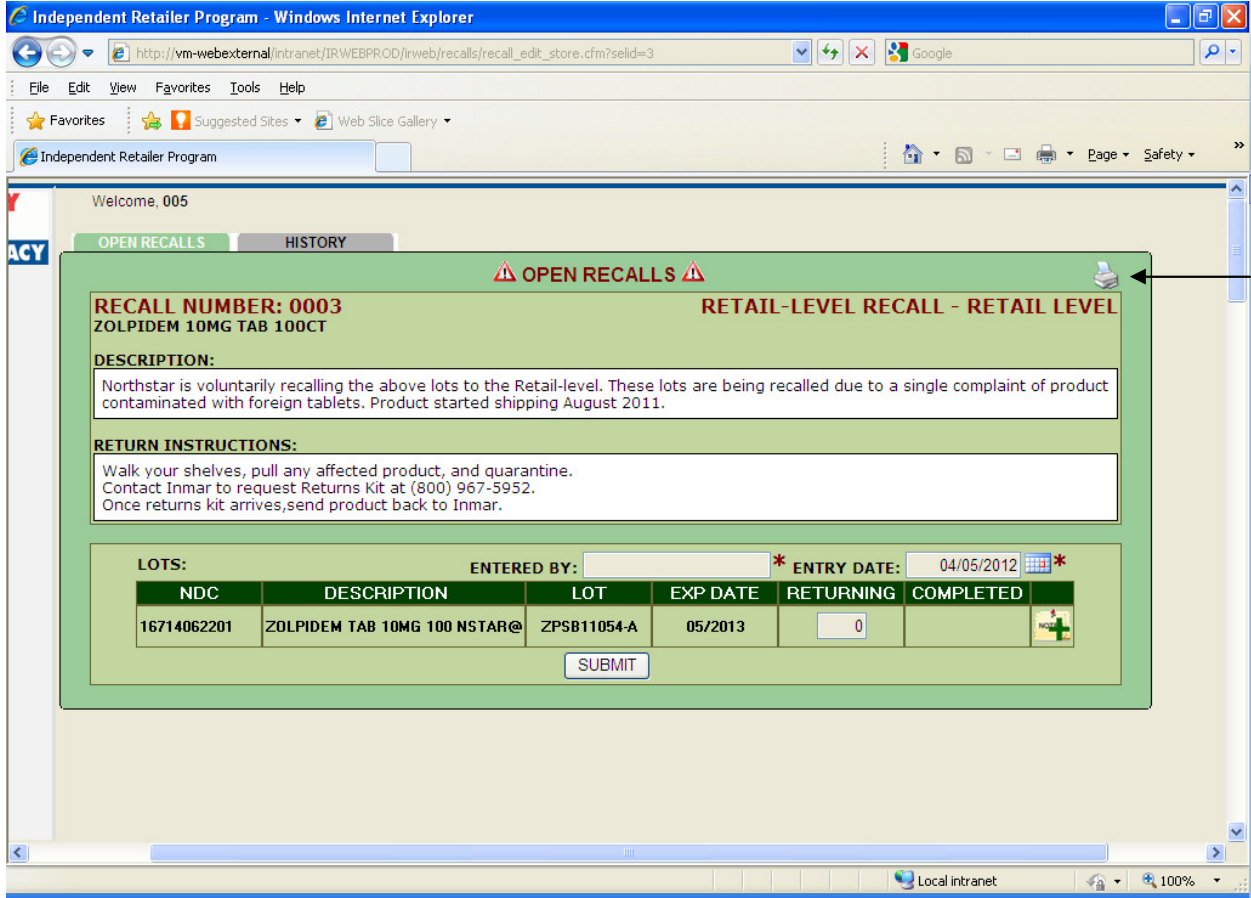 Independent Retailer Program - Windows Internet Explorer
http://vm-webexternal/intranet/IRWEBPROD/irweb/recalls/recall_edit_store.cfm?selid=3
Google
File Edit View Favorites Tools Help
Favorites Suggested Sites Web Slice Gallery
Independent Retailer Program
Page Safety »
Welcome, 005
Y
ACY
OPEN RECALLS HISTORY
OPEN RECALLS
RECALL NUMBER: 0003 RETAIL-LEVEL RECALL - RETAIL LEVEL
ZOLPIDEM 10MG TAB 100CT
DESCRIPTION:
Northstar is voluntarily recalling the above lots to the Retail-level. These lots are being recalled due to a single complaint of product
contaminated with foreign tablets. Product started shipping August 2011.
RETURN INSTRUCTIONS:
Walk your shelves, pull any affected product, and quarantine.
Contact Inmar to request Returns Kit at (800) 967-5952.
Once returns kit arrives,send product back to Inmar.
LOTS: ENTERED BY: * ENTRY DATE: 04/05/2012 *
NDC DESCRIPTION LOT EXP DATE RETURNING COMPLETED
16714062201 ZOLPIDEM TAB 10MG 100 NSTAR@ ZPSB11054-A 05/2013 0
SUBMIT
Local intranet 100%